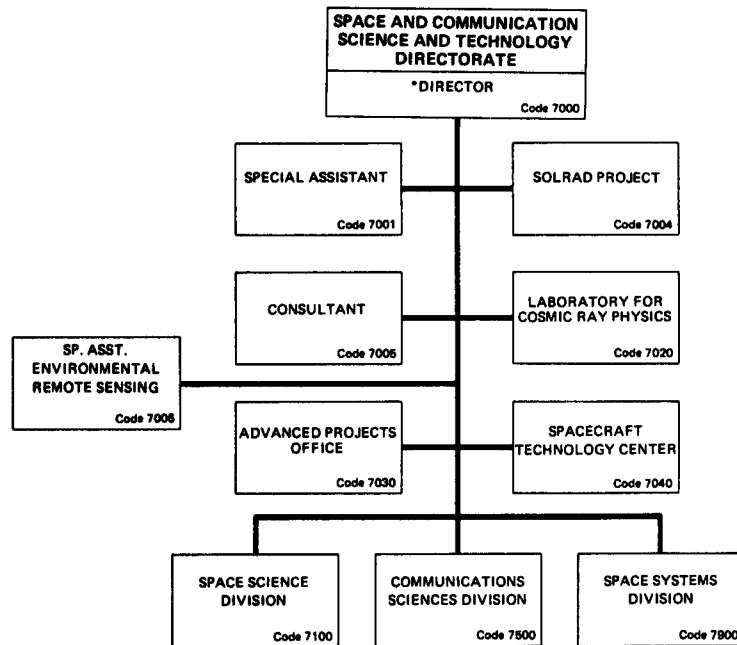 SPACE AND COMMUNICATION
SCIENCE AND TECHNOLOGY
DIRECTORATE
*DIRECTOR
Code 7000
SPECIAL ASSISTANT
Code 7001
SOLRAD PROJECT
Code 7004
CONSULTANT
Code 7005
LABORATORY FOR
COSMIC RAY PHYSICS
Code 7020
SP. ASST.
ENVIRONMENTAL
REMOTE SENSING
Code 7006
ADVANCED PROJECTS
OFFICE
Code 7030
SPACECRAFT
TECHNOLOGY CENTER
Code 7040
SPACE SCIENCE
DIVISION
Code 7100
COMMUNICATIONS
SCIENCES DIVISION
Code 7500
SPACE SYSTEMS
DIVISION
Code 7900